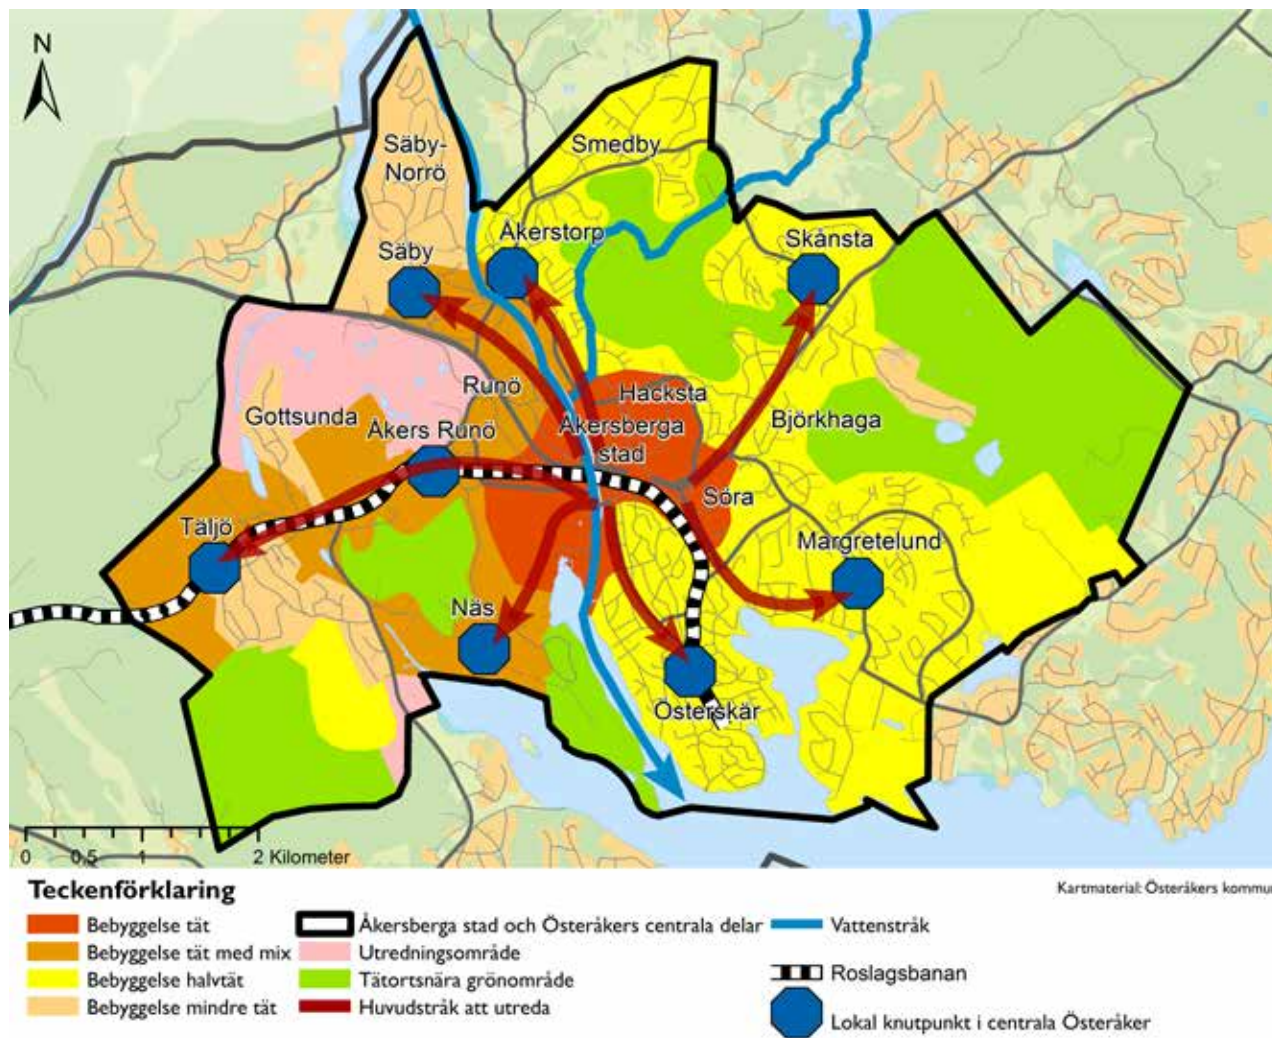 N
Säby-
Norrö
Smedby
Åkerstorp
Skånsta
Säby
Runö
Hacksta
Gottsunda
Åkers Runö
Åkersberga
stad
Björkhaga
Söra
Täljö
Margretelund
Näs
Österskär
0 0,5 1 2 Kilometer
Teckenförklaring
Kartmaterial: Österåkers kommun
Bebyggelse tät
Åkersberga stad och Österåkers centrala delar
Vattenstråk
Bebyggelse tät med mix
Utredningsområde
Bebyggelse halvtät
Tätortsnära grönområde
Roslagsbanan
Bebyggelse mindre tät
Huvudstråk att utreda
Lokal knutpunkt i centrala Österåker